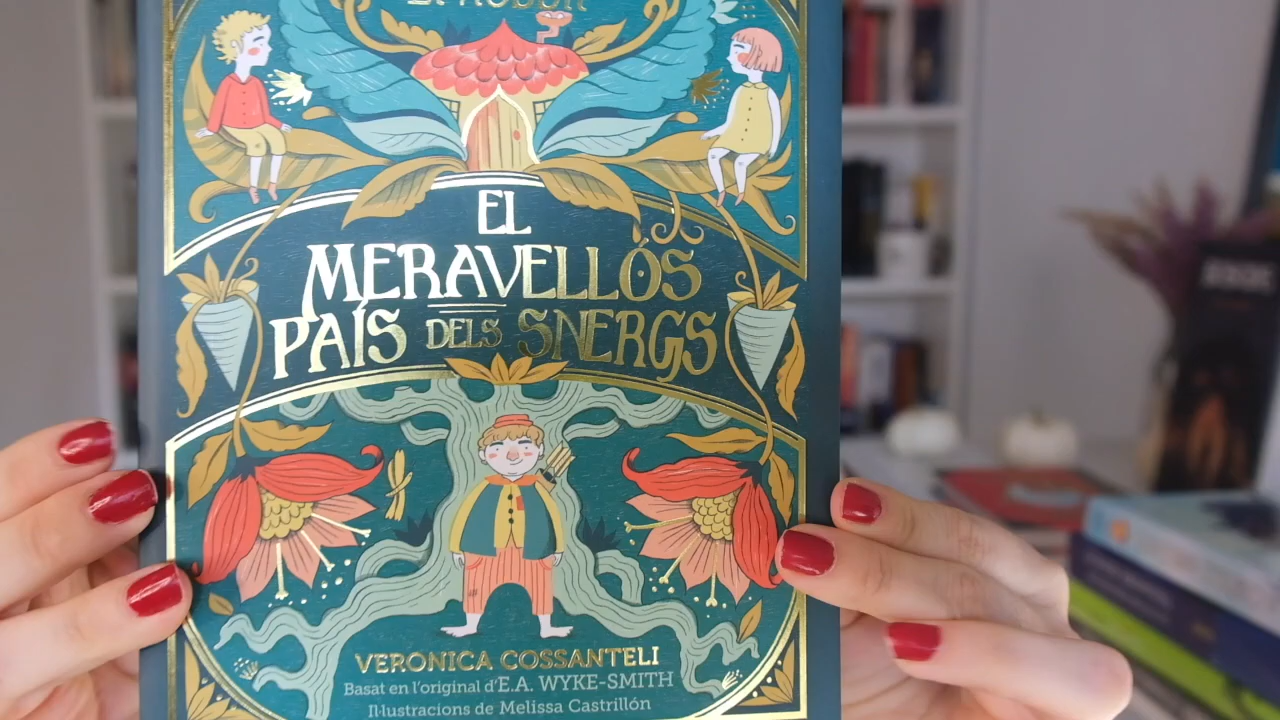 EL
MERAVELLÓS
PAÍS DELS SNERGS
VERONICA COSSANTELI
Basat en l'original d'E.A. WYKE-SMITH
Il·lustracions de Melissa Castrillón